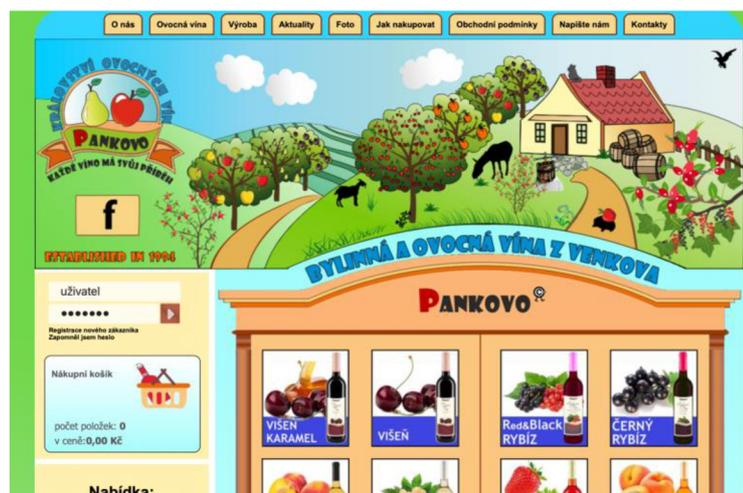 O nás
Ovocná vína
Výroba
Aktuality
Foto
Jak nakupovat
Obchodní podmínky
Napište nám
Kontakty
KRÁLOVSTVÍ OVOCNÝCH VÍN
PANKOVO
KAŽDÉ VÍNO MÁ SVŮJ PŘÍBĚH
f
ESTABLISHED IN 1994
BYLINNÁ A OVOCNÁ VÍNA Z VENKOVA
PANKOVO©
uživatel
•••••••
Registrace nového zákazníka
Zapomněl jsem heslo
Nákupní košík
počet položek: 0
v ceně:0,00 Kč
Nabídka:
VIŠEŇ
KARAMEL
VIŠEŇ
Red&Black
RYBÍZ
ČERNÝ
RYBÍZ